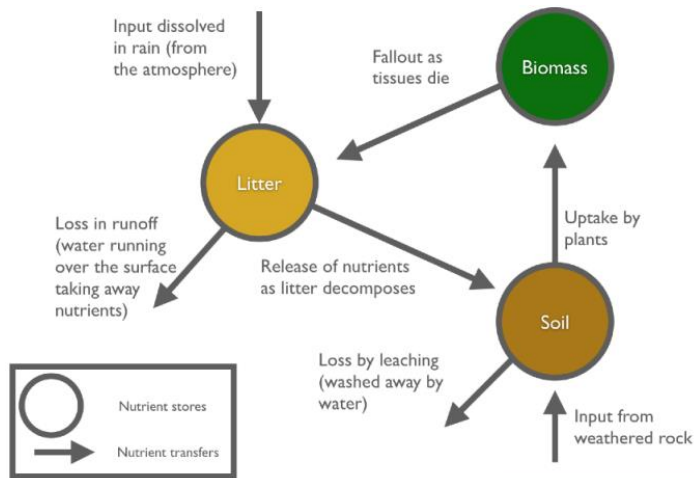 Input dissolved
in rain (from
the atmosphere)
Fallout as
tissues die
Biomass
Litter
Loss in runoff
(water running
over the surface
taking away
nutrients)
Release of nutrients
as litter decomposes
Uptake by
plants
Soil
Loss by leaching
(washed away by
water)
Input from
weathered rock
Nutrient stores
Nutrient transfers